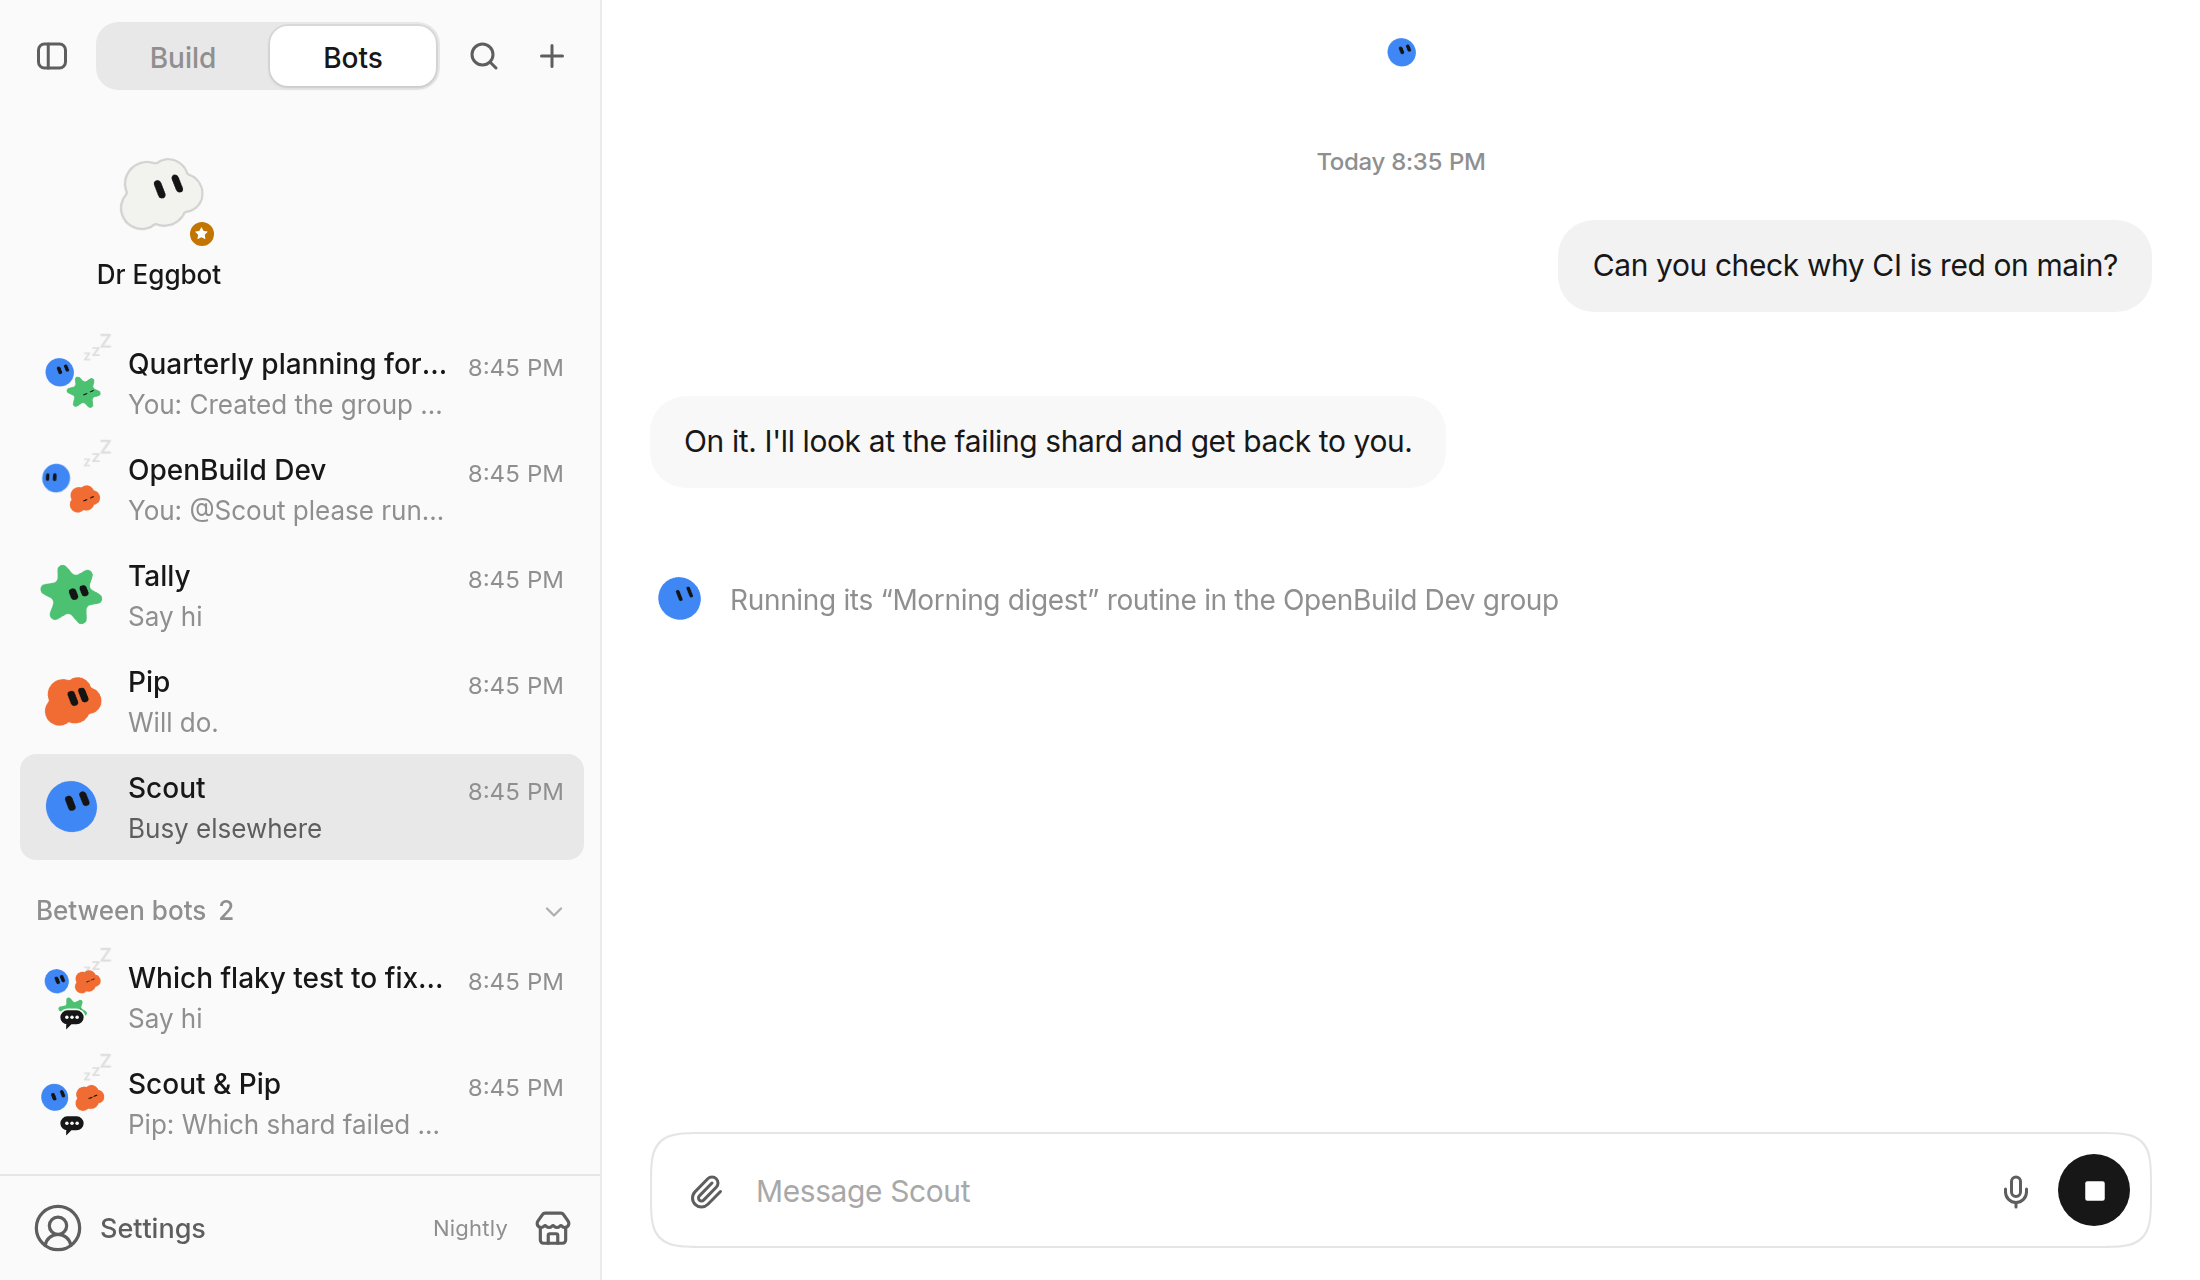 Build
Bots
Dr Eggbot
Quarterly planning for...
8:45 PM
You: Created the group ...
OpenBuild Dev
8:45 PM
You: @Scout please run...
Tally
8:45 PM
Say hi
Pip
8:45 PM
Will do.
Scout
8:45 PM
Busy elsewhere
Between bots 2
Which flaky test to fix...
8:45 PM
Say hi
Scout & Pip
8:45 PM
Pip: Which shard failed ...
Settings
Nightly
Today 8:35 PM
Can you check why CI is red on main?
On it. I'll look at the failing shard and get back to you.
Running its “Morning digest” routine in the OpenBuild Dev group
Message Scout